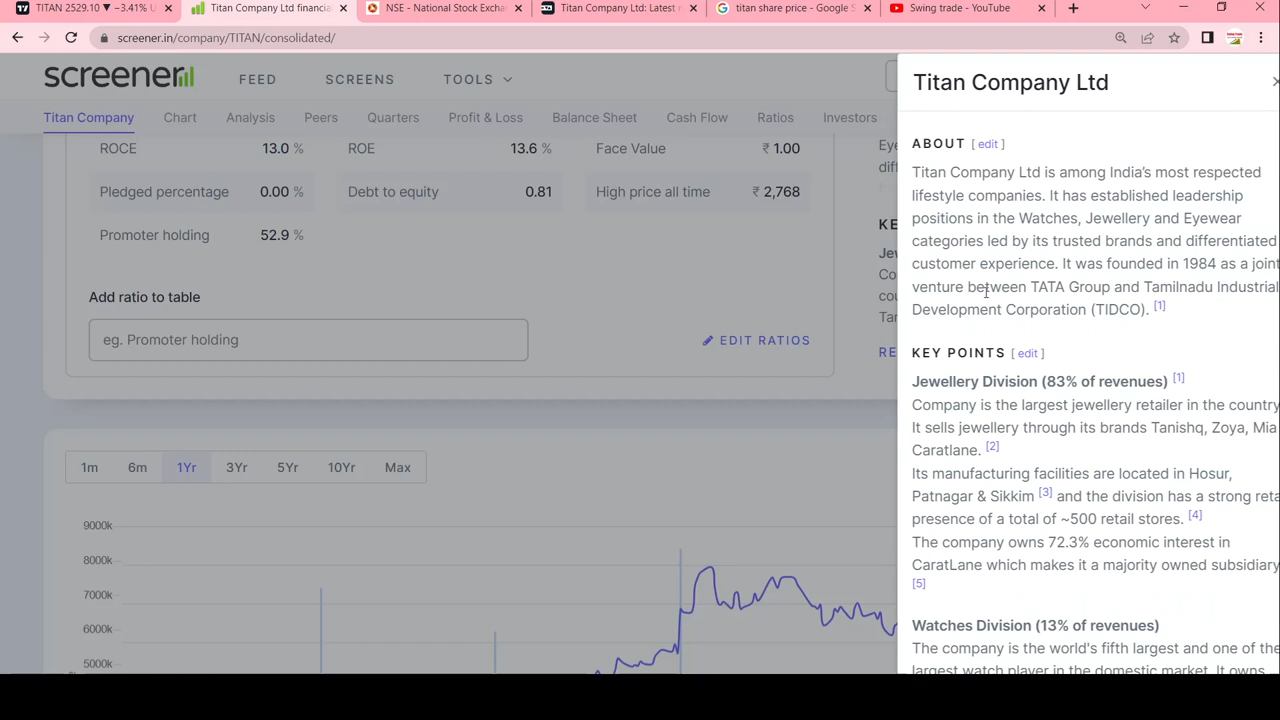 TITAN 2529.10 ▼ −3.41% U
Titan Company Ltd financia
NSE - National Stock Exchan
Titan Company Ltd: Latest n
titan share price - Google S
Swing trade - YouTube
screener.in/company/TITAN/consolidated/
screener
FEED
SCREENS
TOOLS
Titan Company
Chart
Analysis
Peers
Quarters
Profit & Loss
Balance Sheet
Cash Flow
Ratios
Investors
ROCE 13.0 %
ROE 13.6 %
Face Value ₹ 1.00
Pledged percentage 0.00 %
Debt to equity 0.81
High price all time ₹ 2,768
Promoter holding 52.9 %
Add ratio to table
eg. Promoter holding
EDIT RATIOS
1m 6m 1Yr 3Yr 5Yr 10Yr Max
9000k
8000k
7000k
6000k
5000k
Titan Company Ltd
ABOUT [ edit ]
Titan Company Ltd is among India's most respected
lifestyle companies. It has established leadership
positions in the Watches, Jewellery and Eyewear
categories led by its trusted brands and differentiated
customer experience. It was founded in 1984 as a joint
venture between TATA Group and Tamilnadu Industrial
Development Corporation (TIDCO). [1]
KEY POINTS [ edit ]
Jewellery Division (83% of revenues) [1]
Company is the largest jewellery retailer in the country
It sells jewellery through its brands Tanishq, Zoya, Mia
Caratlane. [2]
Its manufacturing facilities are located in Hosur,
Patnagar & Sikkim [3] and the division has a strong reta
presence of a total of ~500 retail stores. [4]
The company owns 72.3% economic interest in
CaratLane which makes it a majority owned subsidiary
[5]
Watches Division (13% of revenues)
The company is the world's fifth largest and one of the
largest watch player in the domestic market. It owns